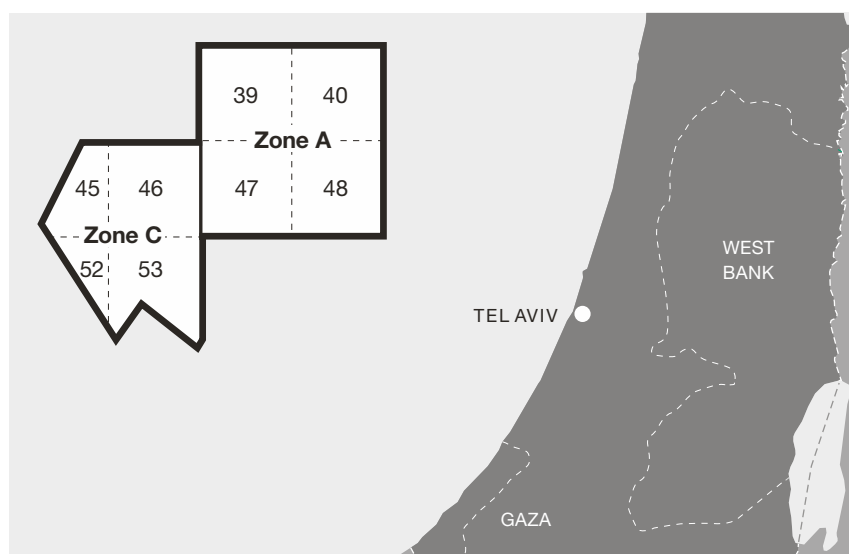 39 40
Zone A
47 48
45 46
Zone C
52 53
WEST
BANK
TEL AVIV
GAZA